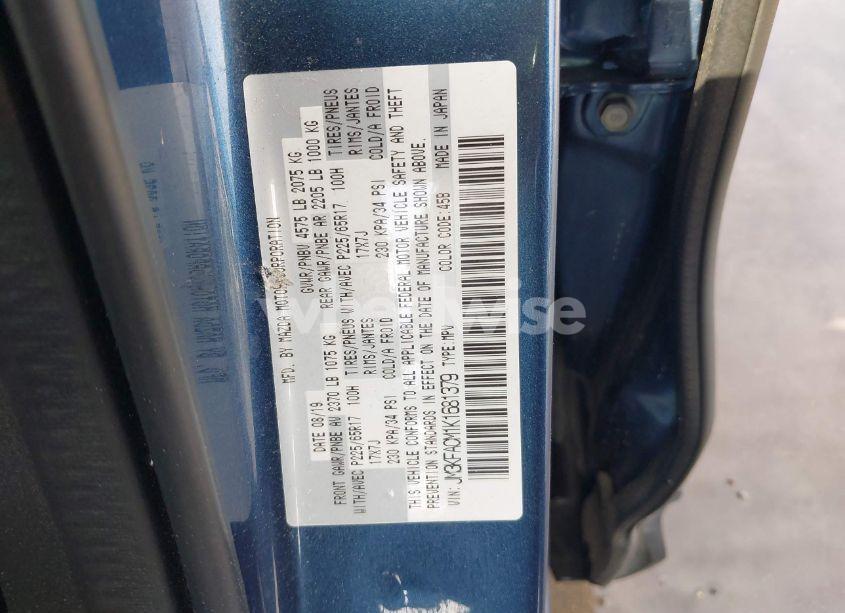 MFD. BY MAZDA MOTOR CORPORATION
DATE 08/19 GVWR/PNBV 4575 LB 2075 KG
FRONT GAWR/PNBE AV 2370 LB 1075 KG REAR GAWR/PNBE AR 2205 LB 1000 KG
WITH/AVEC P225/65R17 100H TIRES/PNEUS WITH/AVEC P225/65R17 100H TIRES/PNEUS
17X7J RIMS/JANTES 17X7J RIMS/JANTES
230 KPA/34 PSI COLD/A FROID 230 KPA/34 PSI COLD/A FROID
THIS VEHICLE CONFORMS TO ALL APPLICABLE FEDERAL MOTOR VEHICLE SAFETY AND THEFT
PREVENTION STANDARDS IN EFFECT ON THE DATE OF MANUFACTURE SHOWN ABOVE.
VIN: JM3KFACM1K1681379 TYPE: MPV COLOR CODE: 45B MADE IN JAPAN